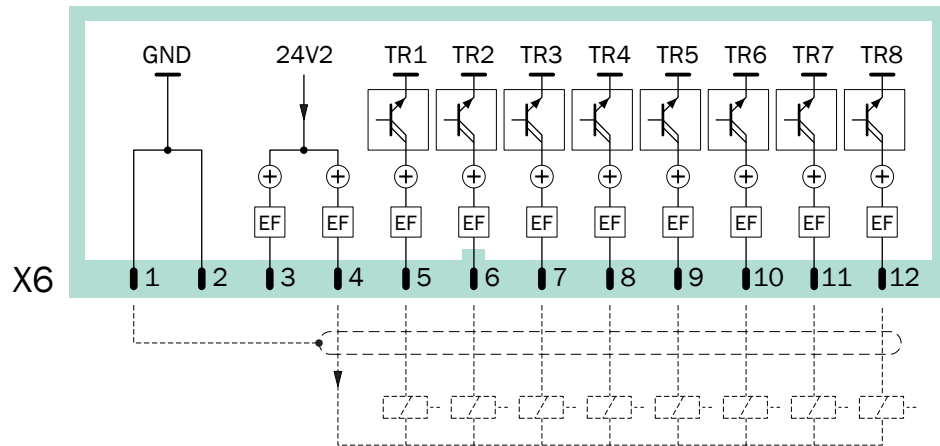 GND 24V2 TR1 TR2 TR3 TR4 TR5 TR6 TR7 TR8
EF EF EF EF EF EF EF EF EF EF
X6 1 2 3 4 5 6 7 8 9 10 11 12